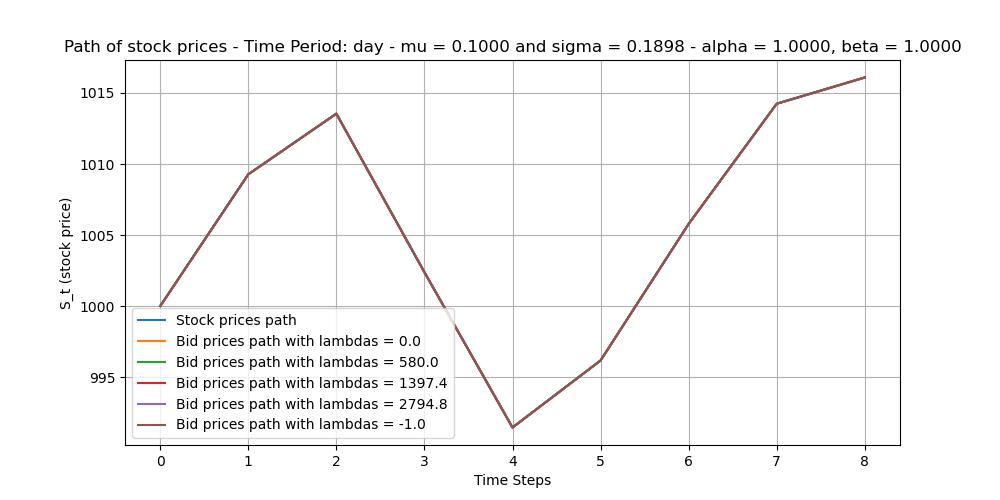 Path of stock prices - Time Period: day - mu = 0.1000 and sigma = 0.1898 - alpha = 1.0000, beta = 1.0000
S_t (stock price)
1015
1010
1005
1000
995
Stock prices path
Bid prices path with lambdas = 0.0
Bid prices path with lambdas = 580.0
Bid prices path with lambdas = 1397.4
Bid prices path with lambdas = 2794.8
Bid prices path with lambdas = -1.0
0 1 2 3 4 5 6 7 8
Time Steps